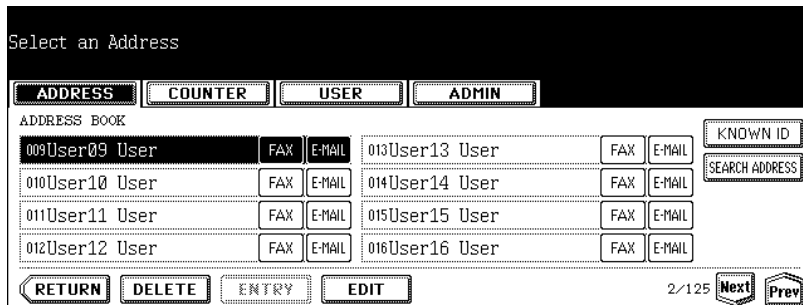 Select an Address
ADDRESS COUNTER USER ADMIN
ADDRESS BOOK
KNOWN ID
009User09 User FAX E-MAIL 013User13 User FAX E-MAIL
SEARCH ADDRESS
010User10 User FAX E-MAIL 014User14 User FAX E-MAIL
011User11 User FAX E-MAIL 015User15 User FAX E-MAIL
012User12 User FAX E-MAIL 016User16 User FAX E-MAIL
RETURN DELETE ENTRY EDIT 2/125 Next Prev